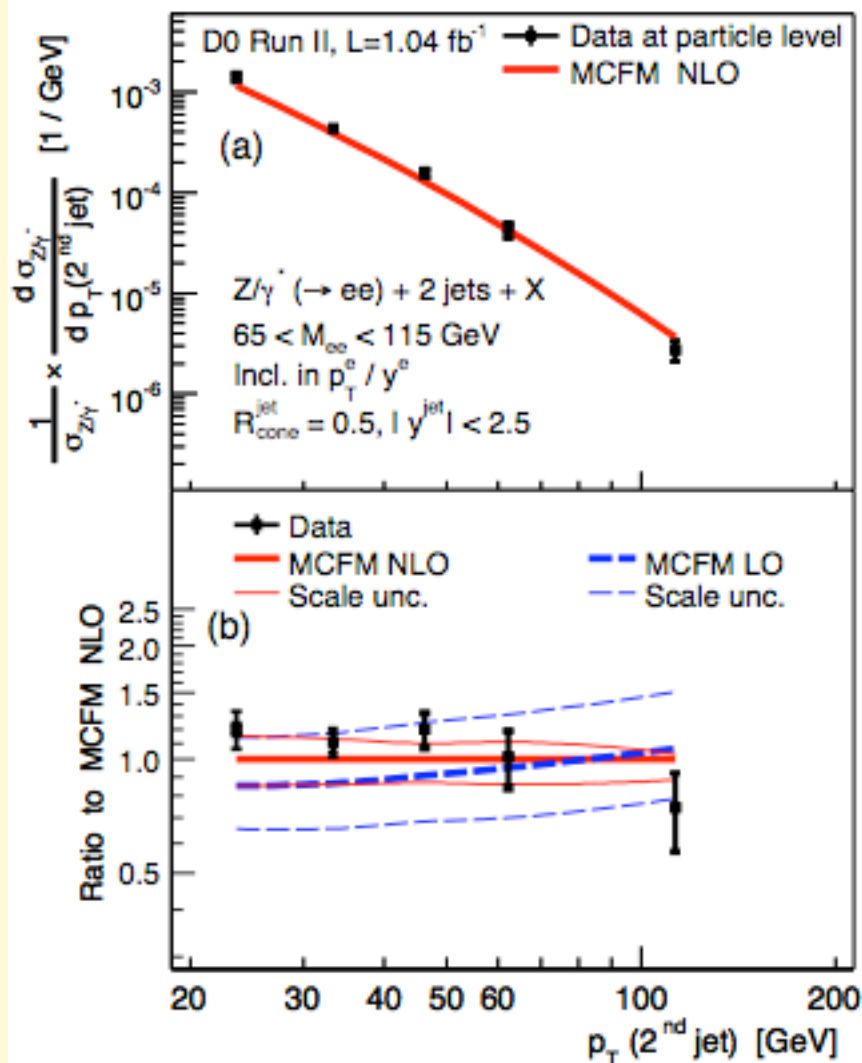 D0 Run II, L=1.04 fb⁻¹
Data at particle level
MCFM NLO
(a)
1/σ_Z/γ* × d σ_Z/γ* / d p_T(2ⁿᵈ jet) [1 / GeV]
10⁻³
10⁻⁴
10⁻⁵
10⁻⁶
Z/γ* (→ ee) + 2 jets + X
65 < M_ee < 115 GeV
Incl. in p_T^e / y^e
R_cone^jet = 0.5, | y^jet | < 2.5
Data
MCFM NLO
MCFM LO
Scale unc.
Scale unc.
(b)
Ratio to MCFM NLO
2.5
2.0
1.5
1.0
0.5
20 30 40 50 60 100 200
p_T (2ⁿᵈ jet) [GeV]